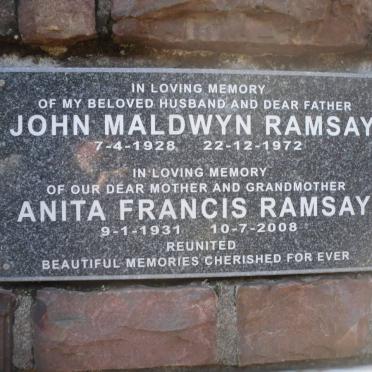 IN LOVING MEMORY
OF MY BELOVED HUSBAND AND DEAR FATHER
JOHN MALDWYN RAMSAY
7-4-1928 22-12-1972
IN LOVING MEMORY
OF OUR DEAR MOTHER AND GRANDMOTHER
ANITA FRANCIS RAMSAY
9-1-1931 10-7-2008
REUNITED
BEAUTIFUL MEMORIES CHERISHED FOR EVER